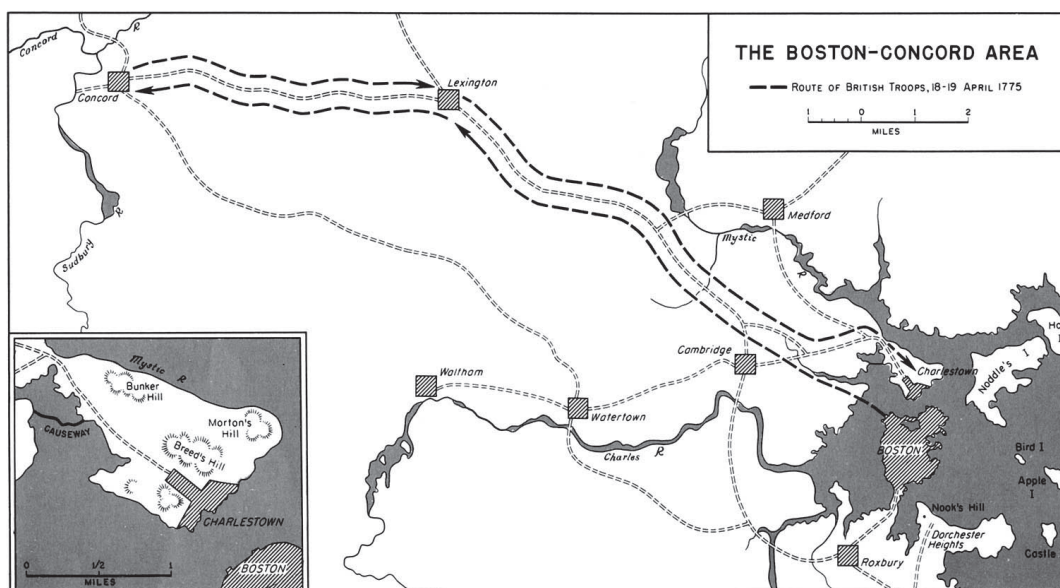 THE BOSTON-CONCORD AREA
ROUTE OF BRITISH TROOPS, 18-19 APRIL 1775
1 0 1 2
MILES
Concord
R
Concord
Lexington
Medford
Mystic
R
Sudbury
R
Cambridge
Waltham
Watertown
Charles R
Charlestown
Noddle's I
Ho
I
BOSTON
Bird I
Apple
I
Nook's Hill
Dorchester
Heights
Castle
Roxbury
Mystic R
Bunker
Hill
Morton's
Hill
CAUSEWAY
Breed's Hill
CHARLESTOWN
0 1/2 1
MILES
BOSTON